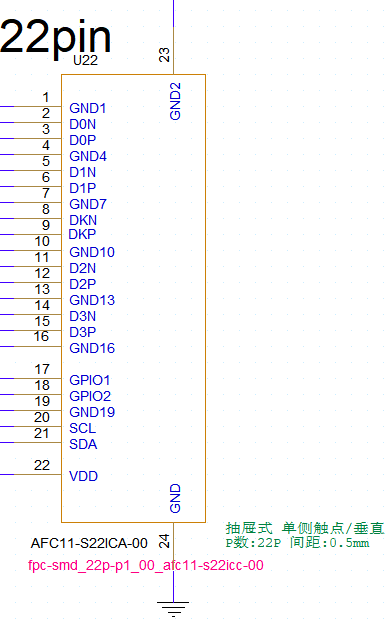 22pin
U22
23
GND2
1
GND1
2
D0N
3
D0P
4
GND4
5
D1N
6
D1P
7
GND7
8
DKN
9
DKP
10
GND10
11
D2N
12
D2P
13
GND13
14
D3N
15
D3P
16
GND16
17
GPIO1
18
GPIO2
19
GND19
20
SCL
21
SDA
22
VDD
GND
24
抽屉式 单侧触点/垂直
P数:22P 间距:0.5mm
AFC11-S22ICA-00
fpc-smd_22p-p1_00_afc11-s22icc-00